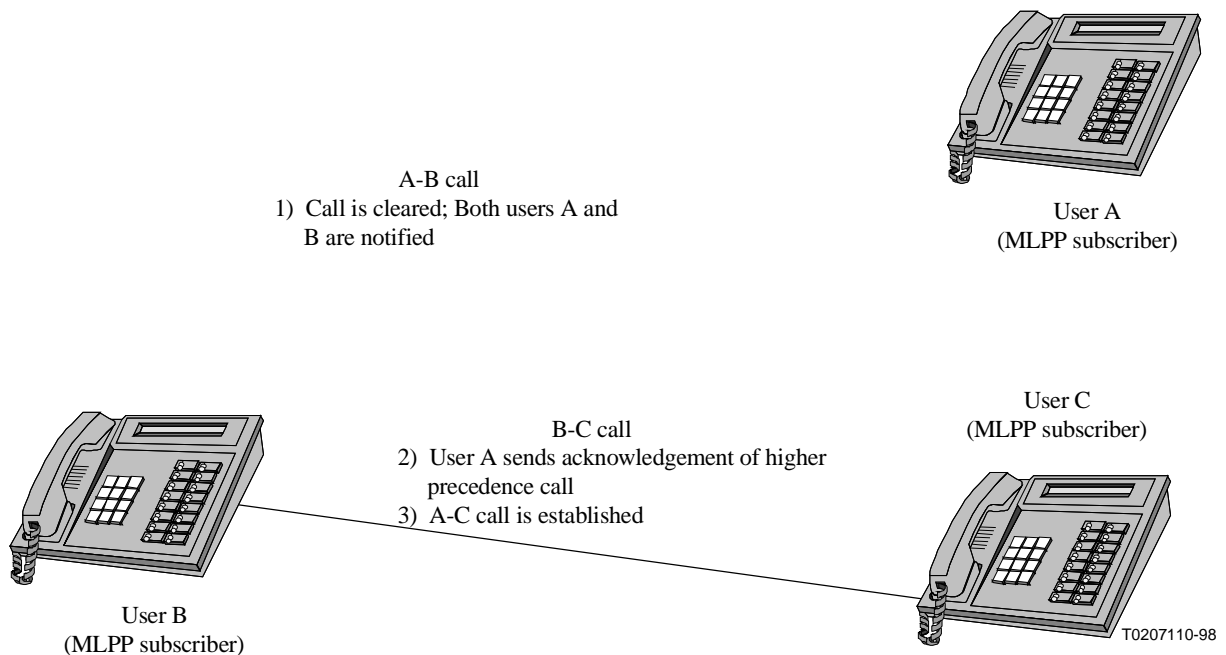 A-B call
1) Call is cleared; Both users A and
B are notified
User A
(MLPP subscriber)
User C
(MLPP subscriber)
B-C call
2) User A sends acknowledgement of higher
precedence call
3) A-C call is established
User B
(MLPP subscriber)
T0207110-98